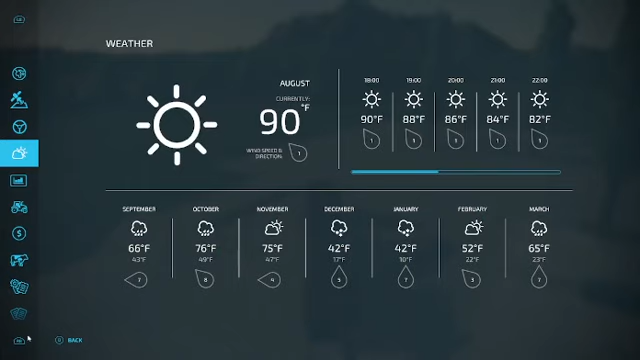 WEATHER
AUGUST
CURRENTLY:
90 °F
WIND SPEED & DIRECTION: 1
18:00 19:00 20:00 21:00 22:00
90°F 88°F 86°F 84°F 82°F
1 1 3 1 3
SEPTEMBER OCTOBER NOVEMBER DECEMBER JANUARY FEBRUARY MARCH
66°F 76°F 75°F 42°F 42°F 52°F 65°F
43°F 49°F 47°F 17°F 10°F 22°F 23°F
7 8 4 5 7 3 7
BACK